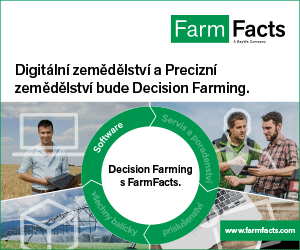 Farm Facts
A BayWa Company
Digitální zemědělství a Precizní
zemědělství bude Decision Farming.
Software
Servis a poradenství
Decision Farming
s FarmFacts.
všechny balíčky
příslušenství
www.farmfacts.com